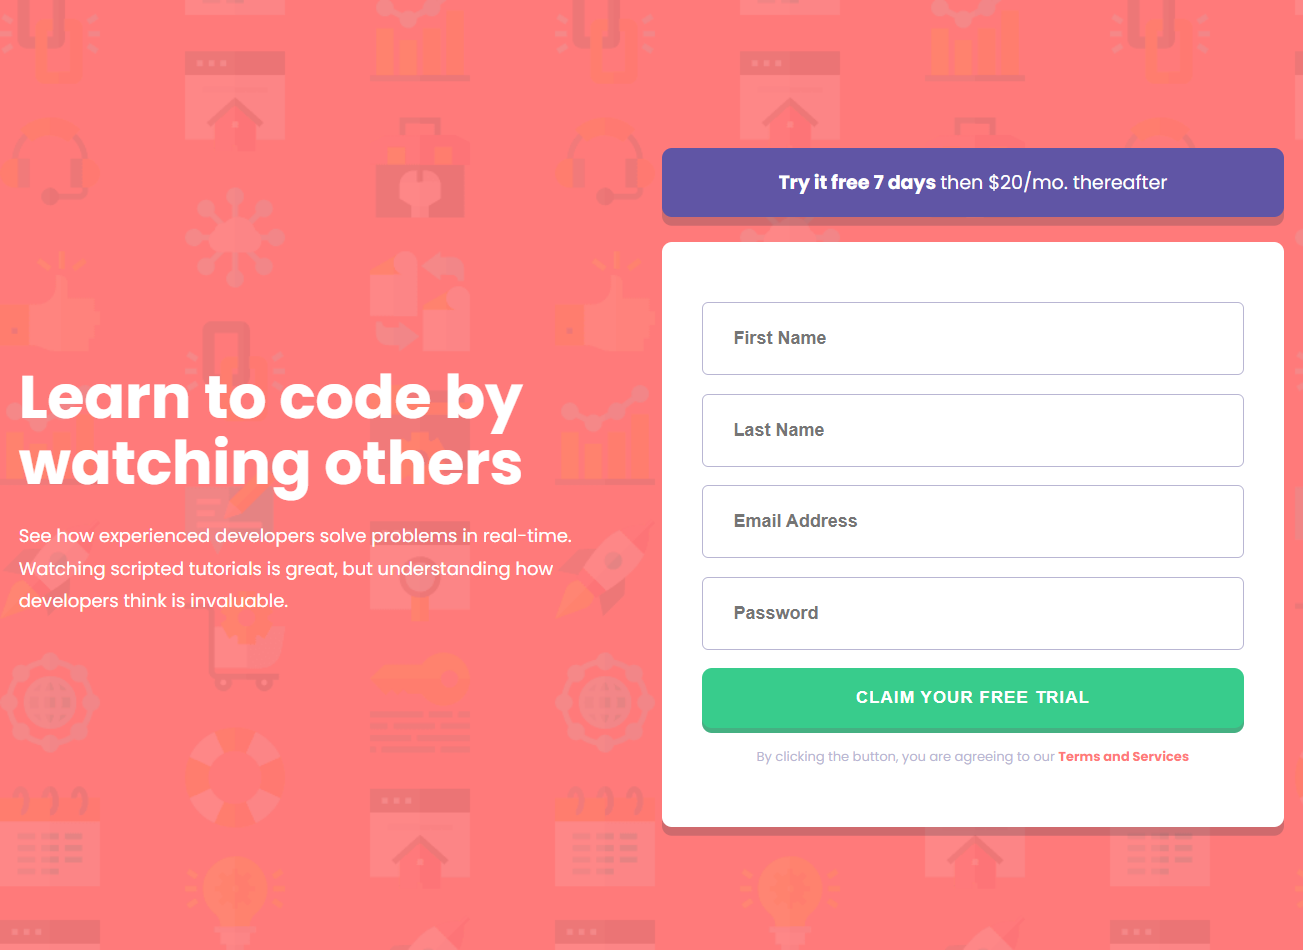 Learn to code by
watching others
See how experienced developers solve problems in real-time.
Watching scripted tutorials is great, but understanding how
developers think is invaluable.
Try it free 7 days then $20/mo. thereafter
First Name
Last Name
Email Address
Password
CLAIM YOUR FREE TRIAL
By clicking the button, you are agreeing to our Terms and Services